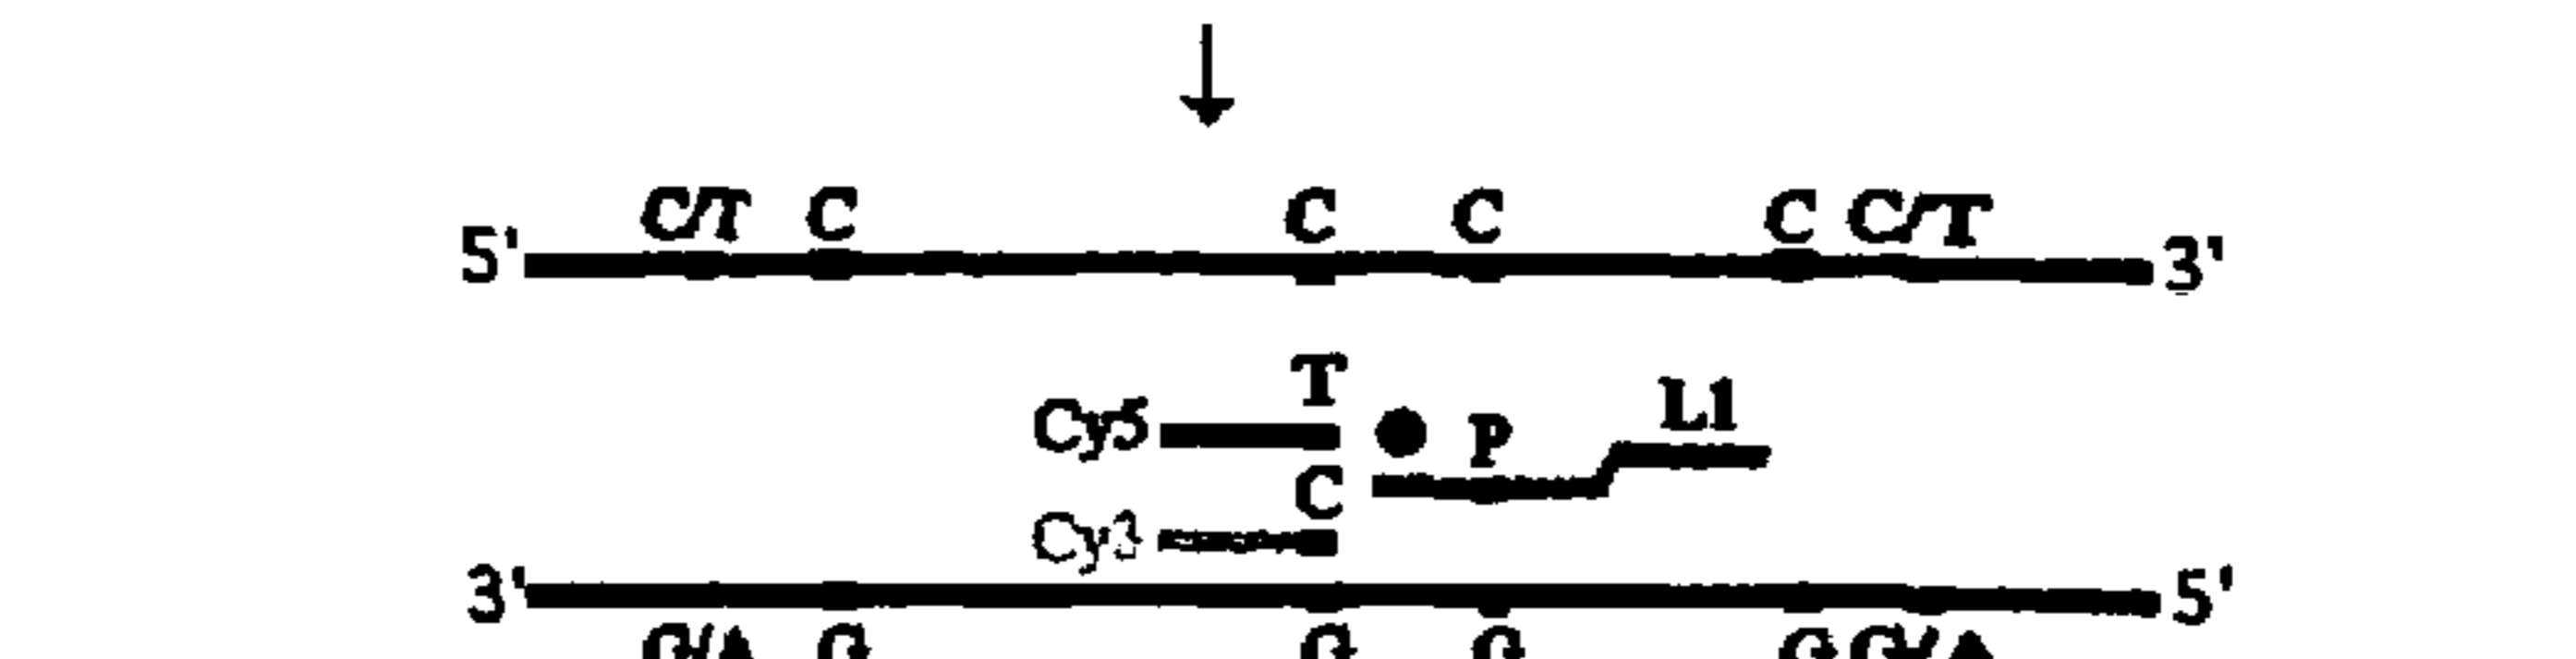 C/T C C C C C/T
5' 3'
T
Cy5 P L1
C
Cy3
3' 5'
G/A G G G G G/A